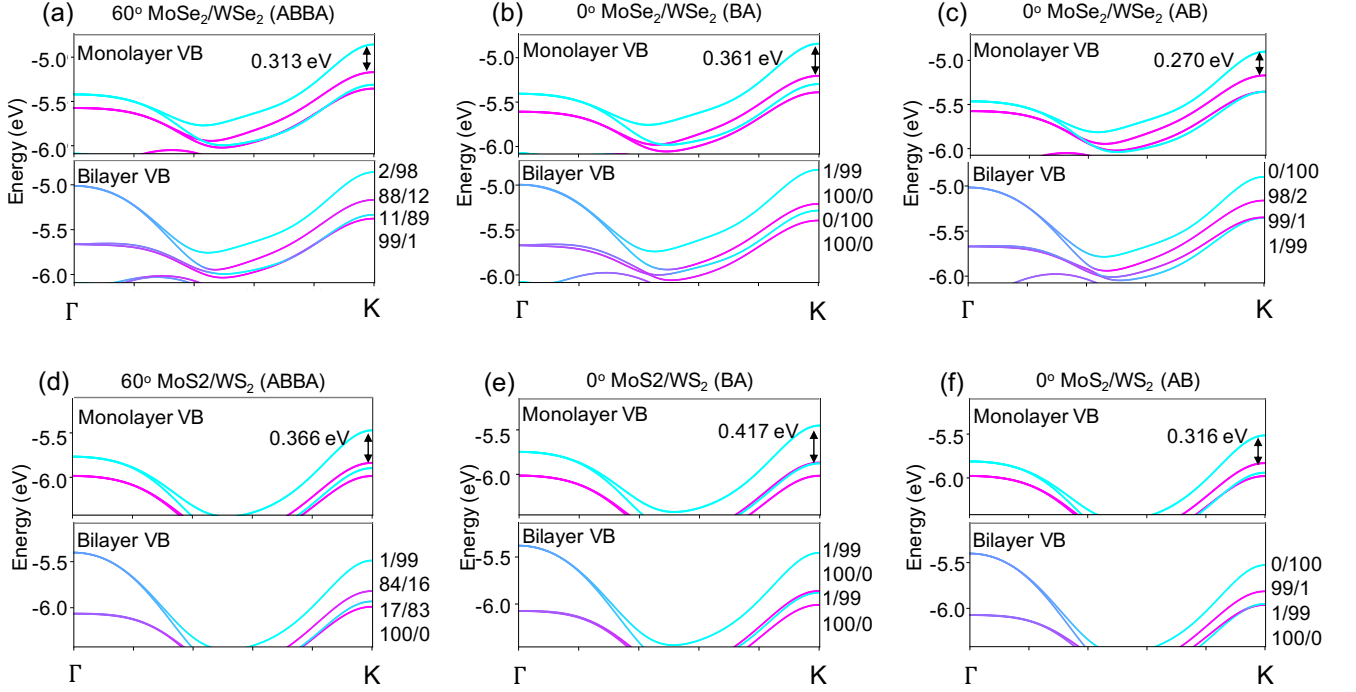 (a)
60° MoSe₂/WSe₂ (ABBA)
Monolayer VB
0.313 eV
-5.0
-5.5
-6.0
Energy (eV)
Bilayer VB
-5.0
-5.5
-6.0
2/98
88/12
11/89
99/1
Γ
K
(b)
0° MoSe₂/WSe₂ (BA)
Monolayer VB
0.361 eV
-5.0
-5.5
-6.0
Energy (eV)
Bilayer VB
-5.0
-5.5
-6.0
1/99
100/0
0/100
100/0
Γ
K
(c)
0° MoSe₂/WSe₂ (AB)
Monolayer VB
0.270 eV
-5.0
-5.5
-6.0
Energy (eV)
Bilayer VB
-5.0
-5.5
-6.0
0/100
98/2
99/1
1/99
Γ
K
(d)
60° MoS2/WS₂ (ABBA)
Monolayer VB
0.366 eV
-5.5
-6.0
Energy (eV)
Bilayer VB
-5.5
-6.0
1/99
84/16
17/83
100/0
Γ
K
(e)
0° MoS2/WS₂ (BA)
Monolayer VB
0.417 eV
-5.5
-6.0
Energy (eV)
Bilayer VB
-5.5
-6.0
1/99
100/0
1/99
100/0
Γ
K
(f)
0° MoS₂/WS₂ (AB)
Monolayer VB
0.316 eV
-5.5
-6.0
Energy (eV)
Bilayer VB
-5.5
-6.0
0/100
99/1
1/99
100/0
Γ
K